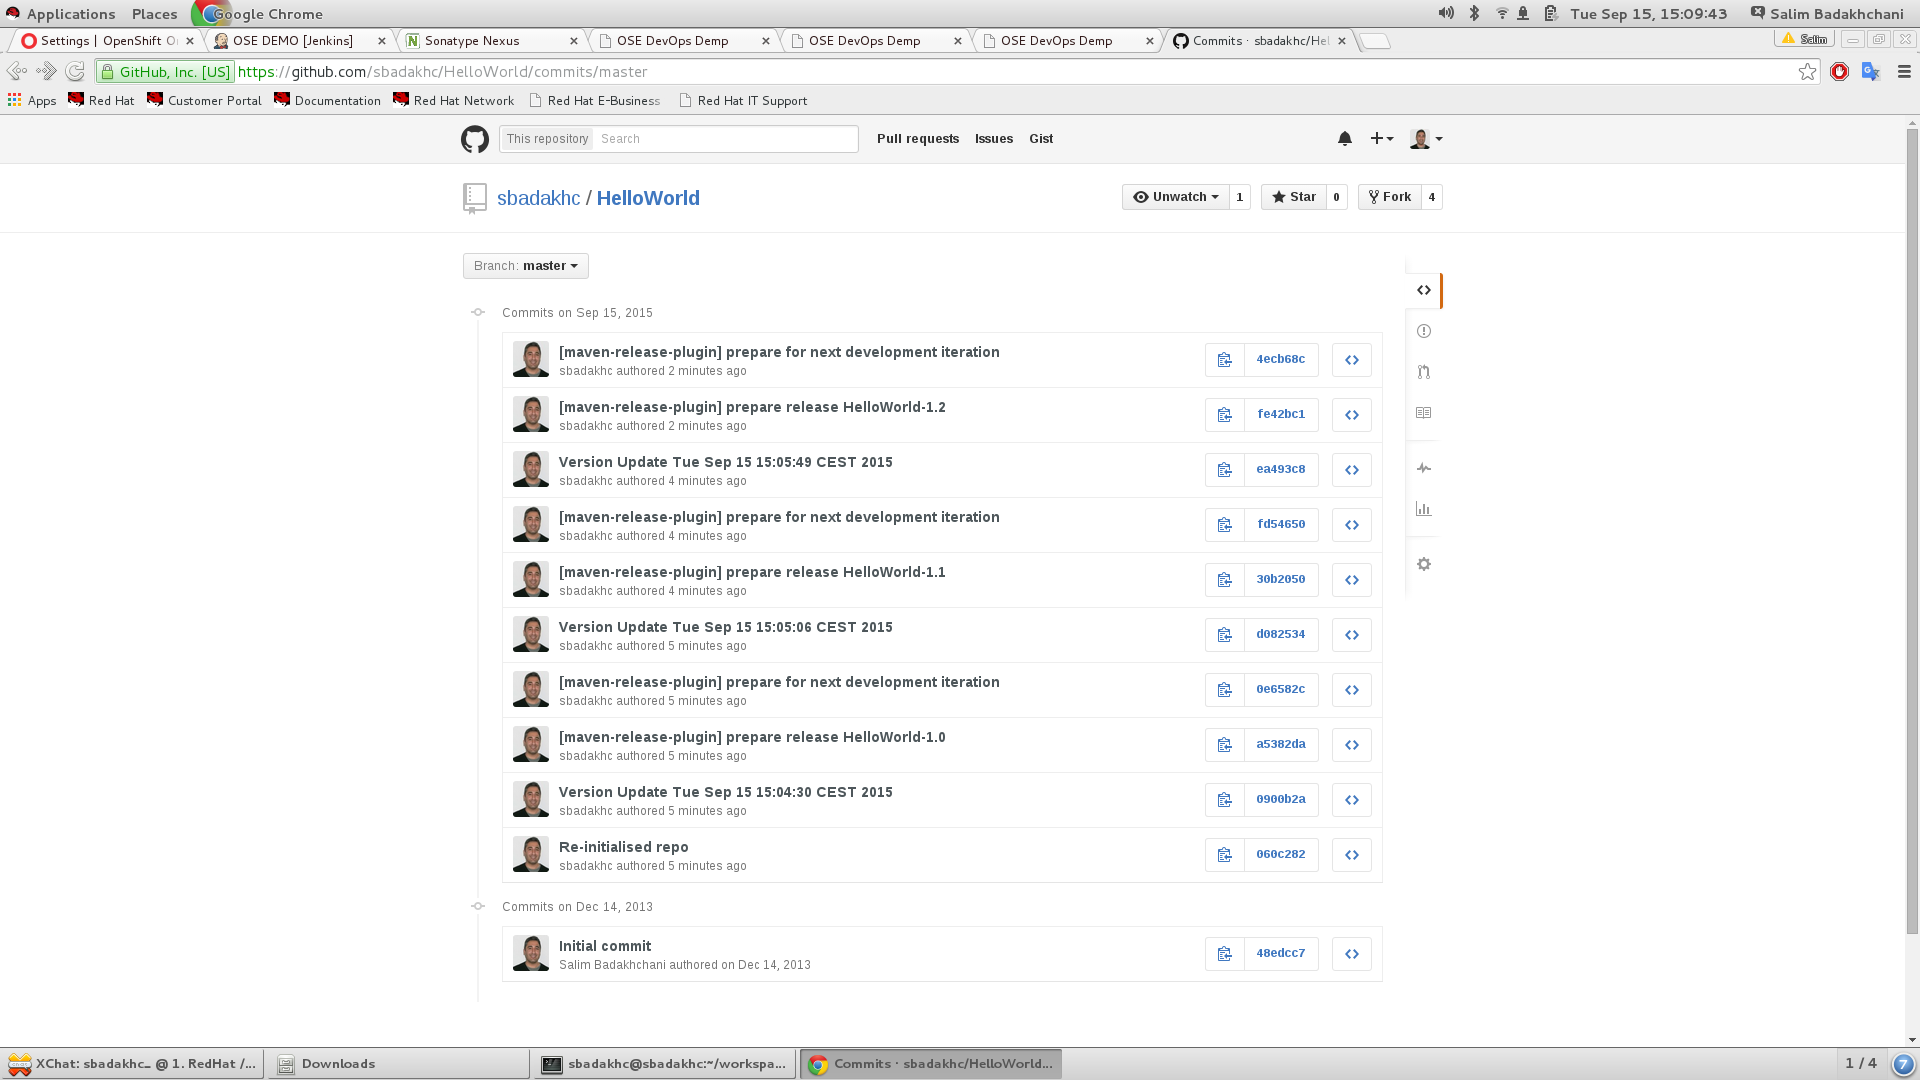 Applications Places Google Chrome Tue Sep 15, 15:09:43 Salim Badakhchani
Settings | OpenShift O OSE DEMO [Jenkins] Sonatype Nexus OSE DevOps Demp OSE DevOps Demp OSE DevOps Demp Commits · sbadakhc/Hel Salim
GitHub, Inc. [US] https://github.com/sbadakhc/HelloWorld/commits/master
Apps Red Hat Customer Portal Documentation Red Hat Network Red Hat E-Business Red Hat IT Support
This repository Search Pull requests Issues Gist
sbadakhc / HelloWorld Unwatch 1 Star 0 Fork 4
Branch: master
Commits on Sep 15, 2015
[maven-release-plugin] prepare for next development iteration
sbadakhc authored 2 minutes ago
4ecb68c
[maven-release-plugin] prepare release HelloWorld-1.2
sbadakhc authored 2 minutes ago
fe42bc1
Version Update Tue Sep 15 15:05:49 CEST 2015
sbadakhc authored 4 minutes ago
ea493c8
[maven-release-plugin] prepare for next development iteration
sbadakhc authored 4 minutes ago
fd54650
[maven-release-plugin] prepare release HelloWorld-1.1
sbadakhc authored 4 minutes ago
30b2050
Version Update Tue Sep 15 15:05:06 CEST 2015
sbadakhc authored 5 minutes ago
d082534
[maven-release-plugin] prepare for next development iteration
sbadakhc authored 5 minutes ago
0e6582c
[maven-release-plugin] prepare release HelloWorld-1.0
sbadakhc authored 5 minutes ago
a5382da
Version Update Tue Sep 15 15:04:30 CEST 2015
sbadakhc authored 5 minutes ago
0900b2a
Re-initialised repo
sbadakhc authored 5 minutes ago
060c282
Commits on Dec 14, 2013
Initial commit
Salim Badakhchani authored on Dec 14, 2013
48edcc7
XChat: sbadakhc_ @ 1. RedHat /... Downloads sbadakhc@sbadakhc:~/workspa... Commits · sbadakhc/HelloWorld... 1 / 4 7